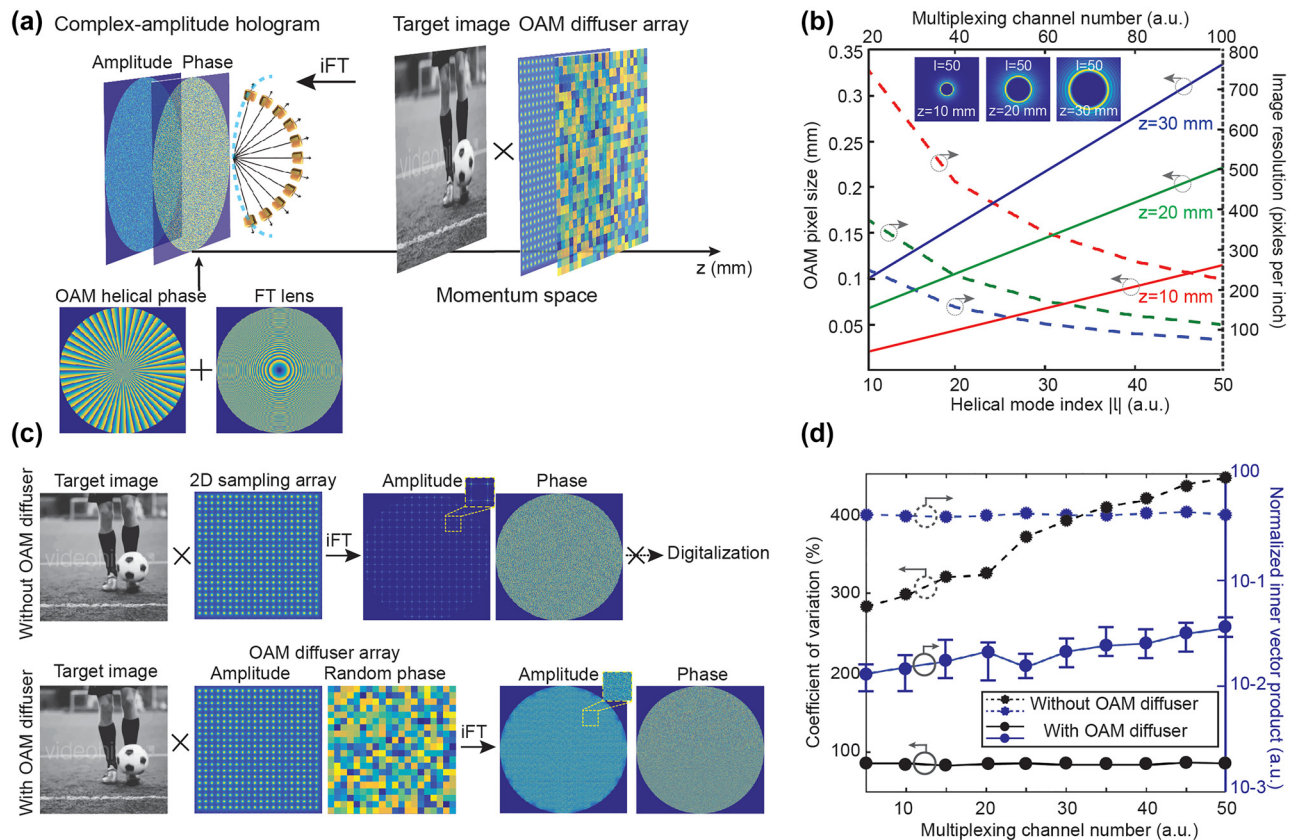 (a)
Complex-amplitude hologram
Target image
OAM diffuser array
Amplitude
Phase
iFT
×
z (mm)
Momentum space
OAM helical phase
FT lens
+
(b)
Multiplexing channel number (a.u.)
20 40 60 80 100
0.35
0.3
0.25
0.2
0.15
0.1
0.05
OAM pixel size (mm)
800
700
600
500
400
300
200
100
Image resolution (pixles per inch)
l=50 l=50 l=50
z=10 mm z=20 mm z=30 mm
z=30 mm
z=20 mm
z=10 mm
10 20 30 40 50
Helical mode index |l| (a.u.)
(c)
Without OAM diffuser
Target image
2D sampling array
Amplitude
Phase
×
iFT
Digitalization
With OAM diffuser
Target image
OAM diffuser array
Amplitude
Random phase
×
iFT
Amplitude
Phase
(d)
Coefficient of variation (%)
400
300
200
100
100
10-1
10-2
10-3
Normalized inner vector product (a.u.)
Without OAM diffuser
With OAM diffuser
10 15 20 25 30 35 40 45 50
Multiplexing channel number (a.u.)